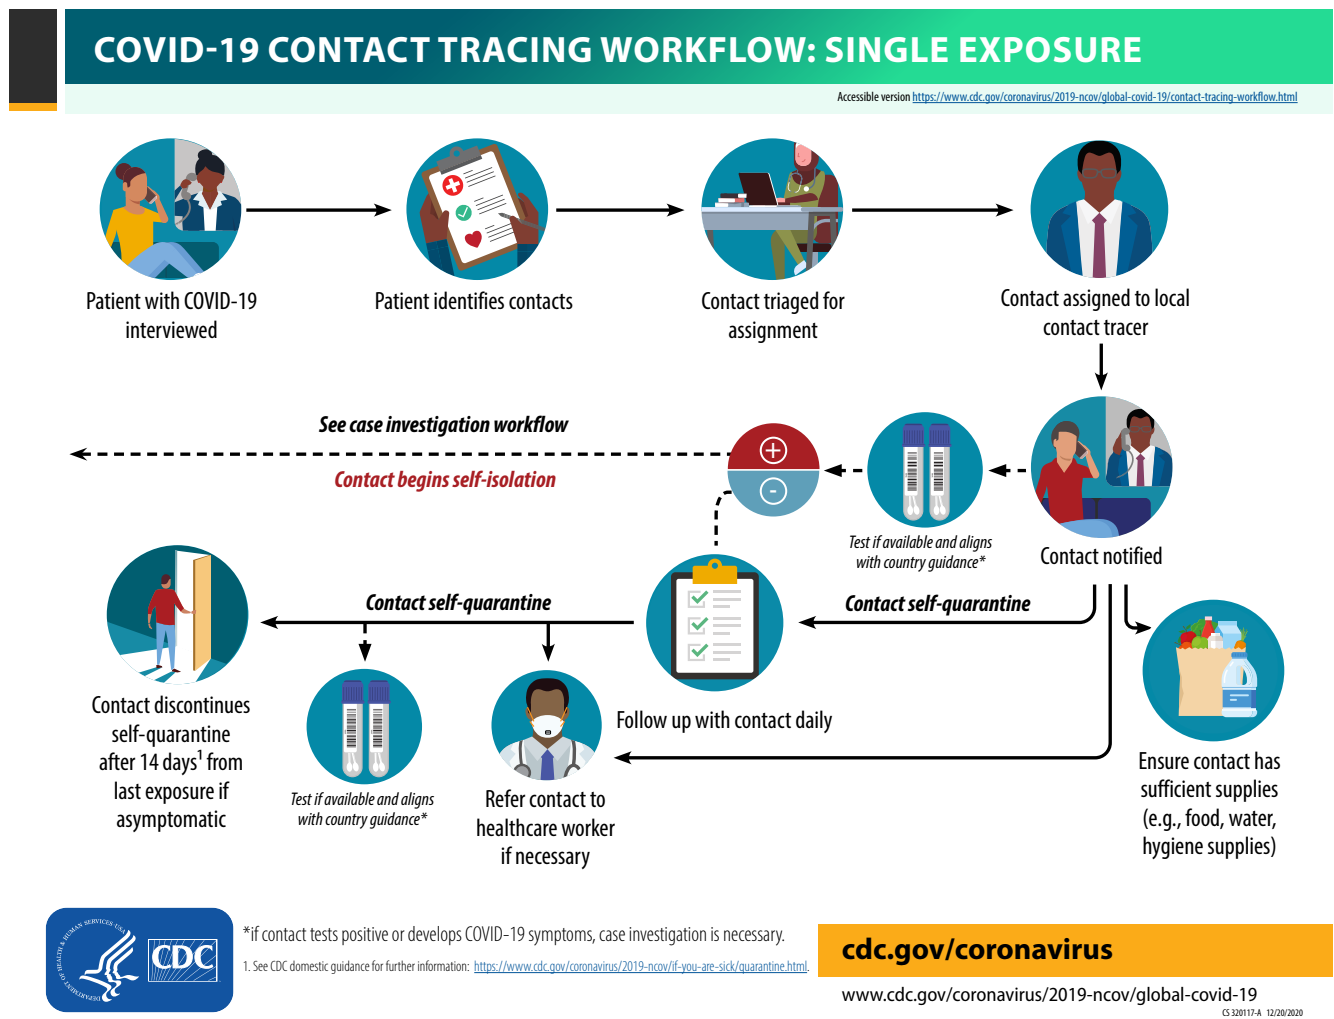 COVID-19 CONTACT TRACING WORKFLOW: SINGLE EXPOSURE
Accessible version https://www.cdc.gov/coronavirus/2019-ncov/global-covid-19/contact-tracing-workflow.html
Patient with COVID-19
interviewed
Patient identifies contacts
Contact triaged for
assignment
Contact assigned to local
contact tracer
See case investigation workflow
Contact begins self-isolation
+
-
Test if available and aligns
with country guidance*
Contact notified
Contact self-quarantine
Contact self-quarantine
Contact discontinues
self-quarantine
after 14 days¹ from
last exposure if
asymptomatic
Test if available and aligns
with country guidance*
Refer contact to
healthcare worker
if necessary
Follow up with contact daily
Ensure contact has
sufficient supplies
(e.g., food, water,
hygiene supplies)
DEPARTMENT OF HEALTH & HUMAN SERVICES·USA
CDC
*if contact tests positive or develops COVID-19 symptoms, case investigation is necessary.
1. See CDC domestic guidance for further information: https://www.cdc.gov/coronavirus/2019-ncov/if-you-are-sick/quarantine.html.
cdc.gov/coronavirus
www.cdc.gov/coronavirus/2019-ncov/global-covid-19
CS 320117-A 12/20/2020